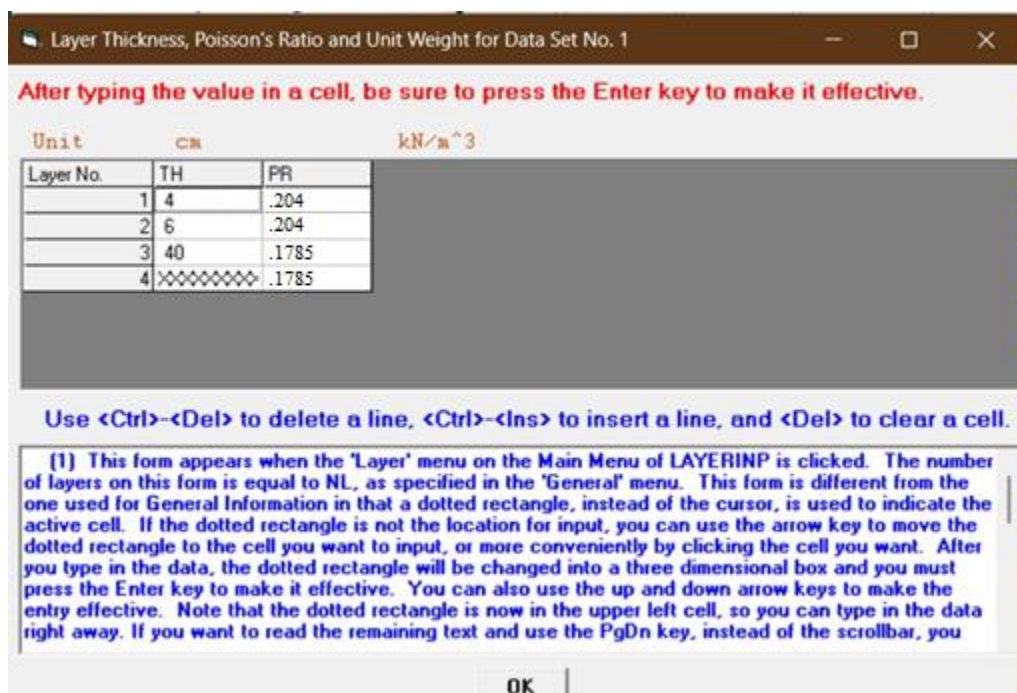 Layer Thickness, Poisson's Ratio and Unit Weight for Data Set No. 1
After typing the value in a cell, be sure to press the Enter key to make it effective.
Unit cm kN/m^3
Layer No. TH PR
1 4 .204
2 6 .204
3 40 .1785
4 XXXXXXXXX .1785
Use <Ctrl>-<Del> to delete a line, <Ctrl>-<Ins> to insert a line, and <Del> to clear a cell.
(1) This form appears when the 'Layer' menu on the Main Menu of LAYERINP is clicked. The number
of layers on this form is equal to NL, as specified in the 'General' menu. This form is different from the
one used for General Information in that a dotted rectangle, instead of the cursor, is used to indicate the
active cell. If the dotted rectangle is not the location for input, you can use the arrow key to move the
dotted rectangle to the cell you want to input, or more conveniently by clicking the cell you want. After
you type in the data, the dotted rectangle will be changed into a three dimensional box and you must
press the Enter key to make it effective. You can also use the up and down arrow keys to make the
entry effective. Note that the dotted rectangle is now in the upper left cell, so you can type in the data
right away. If you want to read the remaining text and use the PgDn key, instead of the scrollbar, you
OK